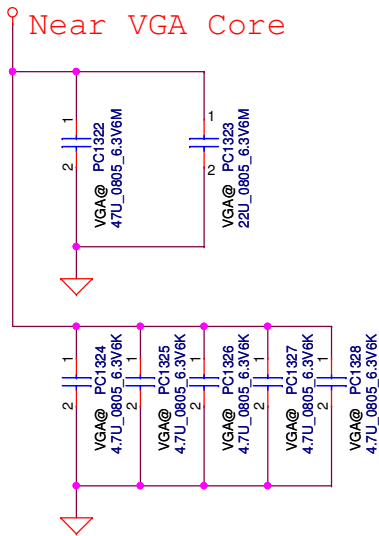 Near VGA Core
1
2
VGA@ PC1322
47U_0805_6.3V6M
1
2
VGA@ PC1323
22U_0805_6.3V6M
1
2
VGA@ PC1324
4.7U_0805_6.3V6K
1
2
VGA@ PC1325
4.7U_0805_6.3V6K
1
2
VGA@ PC1326
4.7U_0805_6.3V6K
1
2
VGA@ PC1327
4.7U_0805_6.3V6K
1
2
VGA@ PC1328
4.7U_0805_6.3V6K